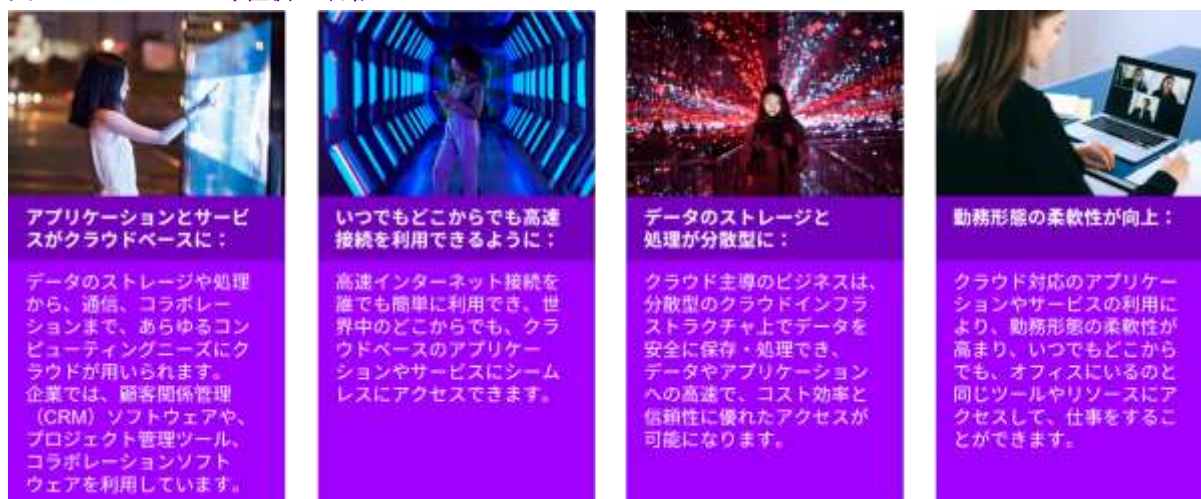 アプリケーションとサービ
スがクラウドベースに：
データのストレージや処理
から、通信、コラボレー
ションまで、あらゆるコン
ピューティングニーズにク
ラウドが用いられます。
企業では、顧客関係管理
（CRM）ソフトウェアや、
プロジェクト管理ツール、
コラボレーションソフト
ウェアを利用しています。
いつでもどこからでも高速
接続を利用できるように：
高速インターネット接続を
誰でも簡単に利用でき、世
界中のどこからでも、クラ
ウドベースのアプリケー
ションやサービスにシーム
レスにアクセスできます。
データのストレージと
処理が分散型に：
クラウド主導のビジネスは、
分散型のクラウドインフラ
ストラクチャ上でデータを
安全に保存・処理でき、
データやアプリケーション
への高速で、コスト効率と
信頼性に優れたアクセスが
可能になります。
勤務形態の柔軟性が向上：
クラウド対応のアプリケー
ションやサービスの利用に
より、勤務形態の柔軟性が
高まり、いつでもどこから
でも、オフィスにいるのと
同じツールやリソースにア
クセスして、仕事をするこ
とができます。